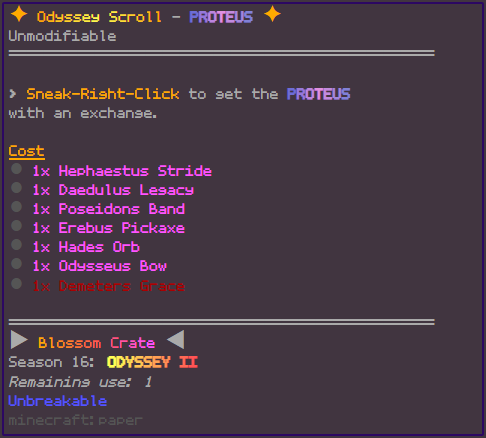 ✦ Odyssey Scroll - PROTEUS ✦
Unmodifiable
> Sneak-Right-Click to get the PROTEUS
with an exchange.
Cost
● 1x Hephaestus Stride
● 1x Daedulus Legacy
● 1x Poseidons Band
● 1x Erebus Pickaxe
● 1x Hades Orb
● 1x Odysseus Bow
● 1x Demeters Grace
▶ Blossom Crate ◀
Season 16: ODYSSEY II
Remaining use: 1
Unbreakable
minecraft:paper